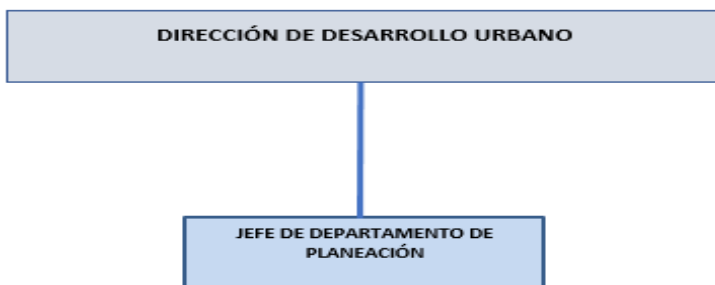 DIRECCIÓN DE DESARROLLO URBANO
JEFE DE DEPARTAMENTO DE
PLANEACIÓN